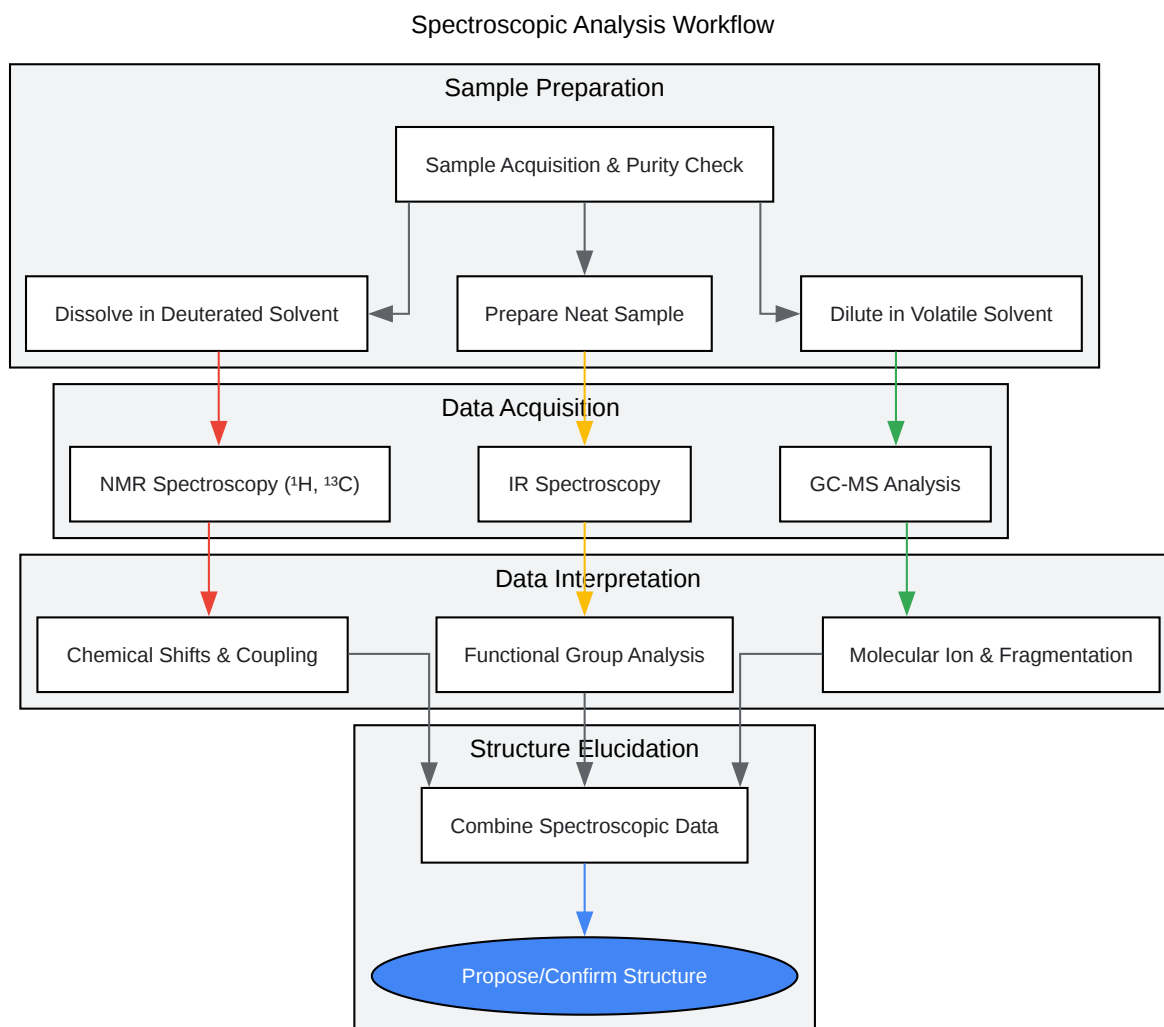 Spectroscopic Analysis Workflow
Sample Preparation
Sample Acquisition & Purity Check
Dissolve in Deuterated Solvent
Prepare Neat Sample
Dilute in Volatile Solvent
Data Acquisition
NMR Spectroscopy (¹H, ¹³C)
IR Spectroscopy
GC-MS Analysis
Data Interpretation
Chemical Shifts & Coupling
Functional Group Analysis
Molecular Ion & Fragmentation
Structure Elucidation
Combine Spectroscopic Data
Propose/Confirm Structure